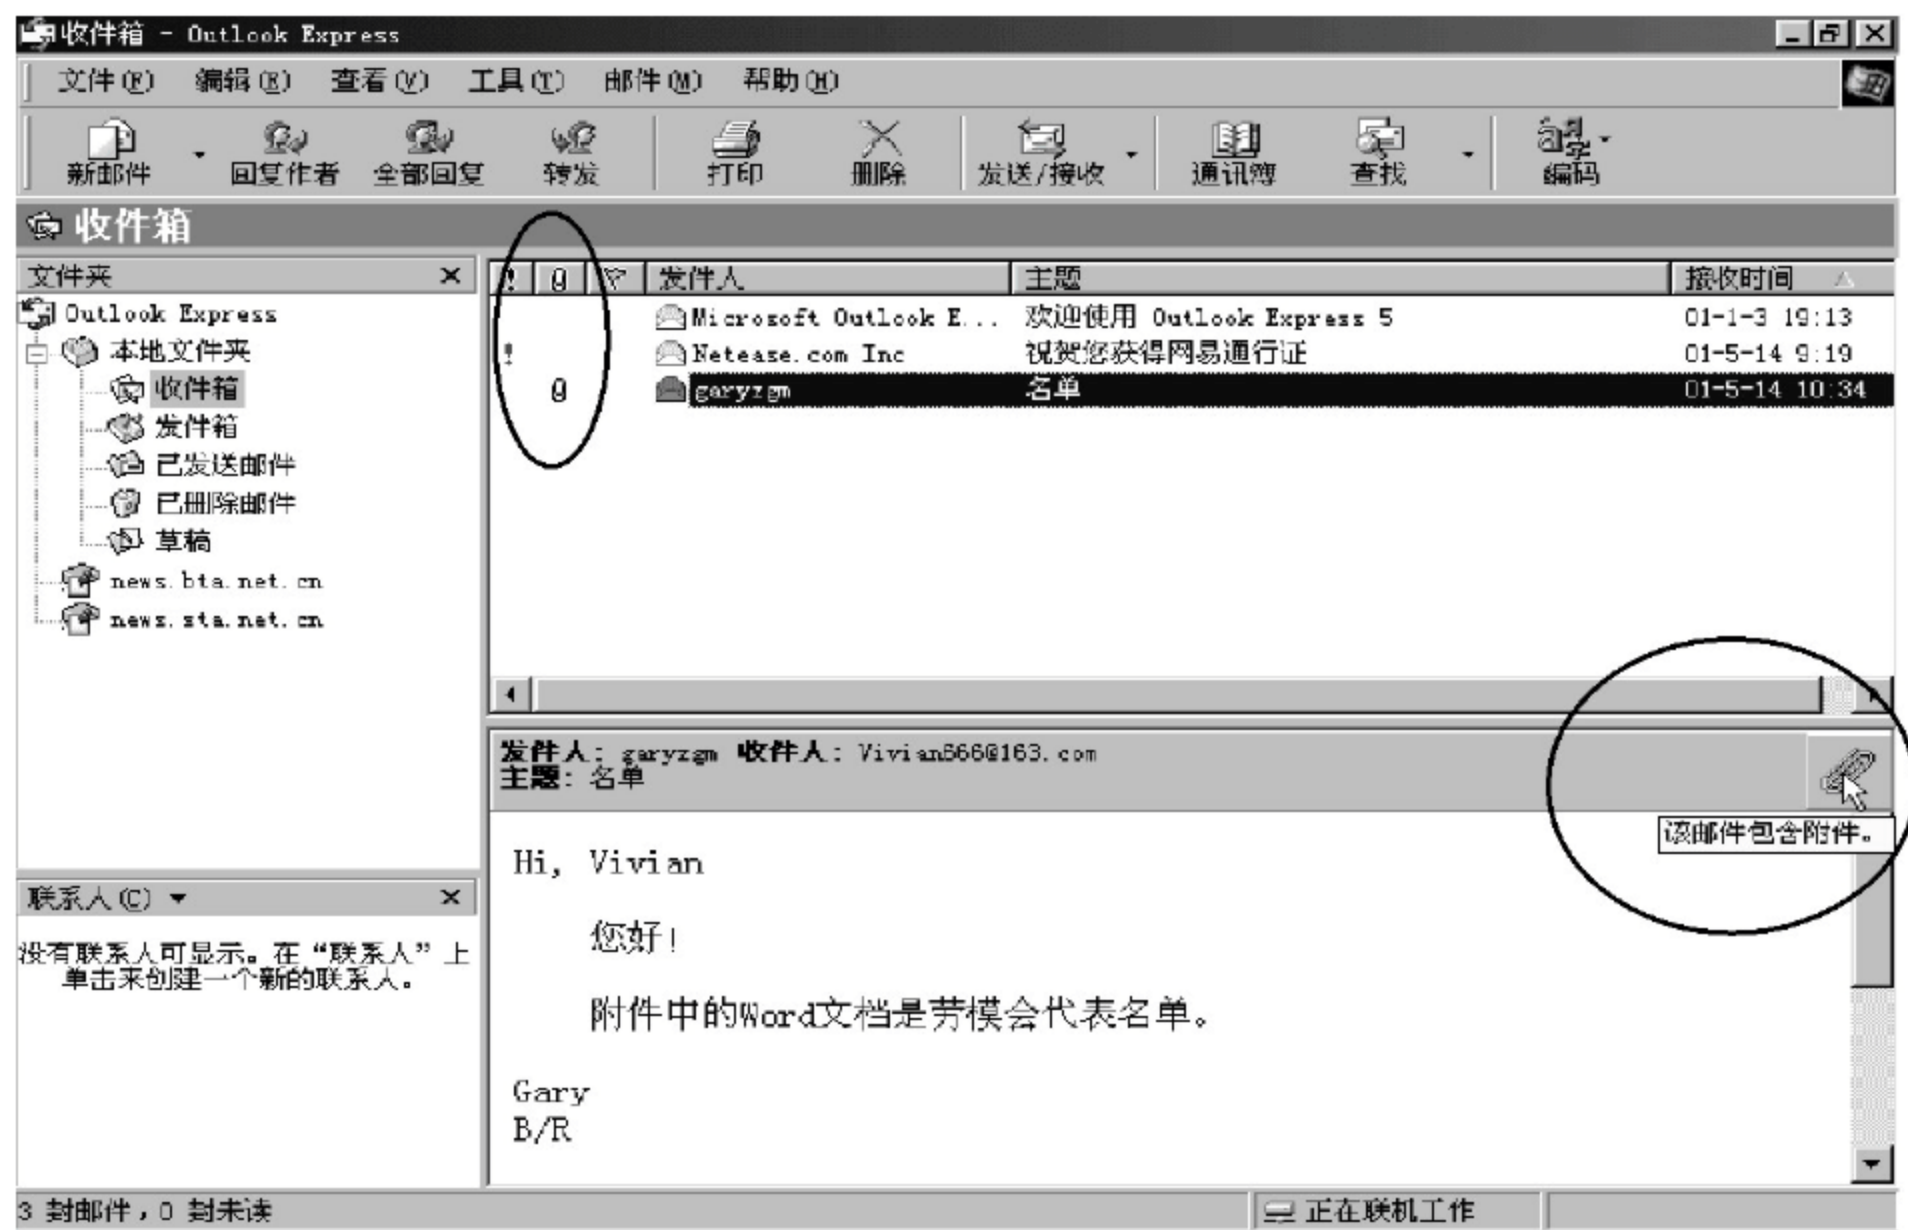 收件箱 - Outlook Express
文件(F) 编辑(E) 查看(V) 工具(T) 邮件(M) 帮助(H)
新邮件 回复作者 全部回复 转发 打印 删除 发送/接收 通讯簿 查找 编码
收件箱
文件夹
Outlook Express
本地文件夹
收件箱
发件箱
已发送邮件
已删除邮件
草稿
news.bta.net.cn
news.sta.net.cn
联系人(C)
没有联系人可显示。在“联系人”上
单击来创建一个新的联系人。
! 发件人 主题 接收时间
Microsoft Outlook E... 欢迎使用 Outlook Express 5 01-1-3 19:13
! Netease.com Inc 祝贺您获得网易通行证 01-5-14 9:19
garyzgm 名单 01-5-14 10:34
发件人: garyzgm 收件人: Vivian666@163.com
主题: 名单
该邮件包含附件。
Hi, Vivian
您好!
附件中的Word文档是劳模会代表名单。
Gary
B/R
3 封邮件，0 封未读 正在联机工作